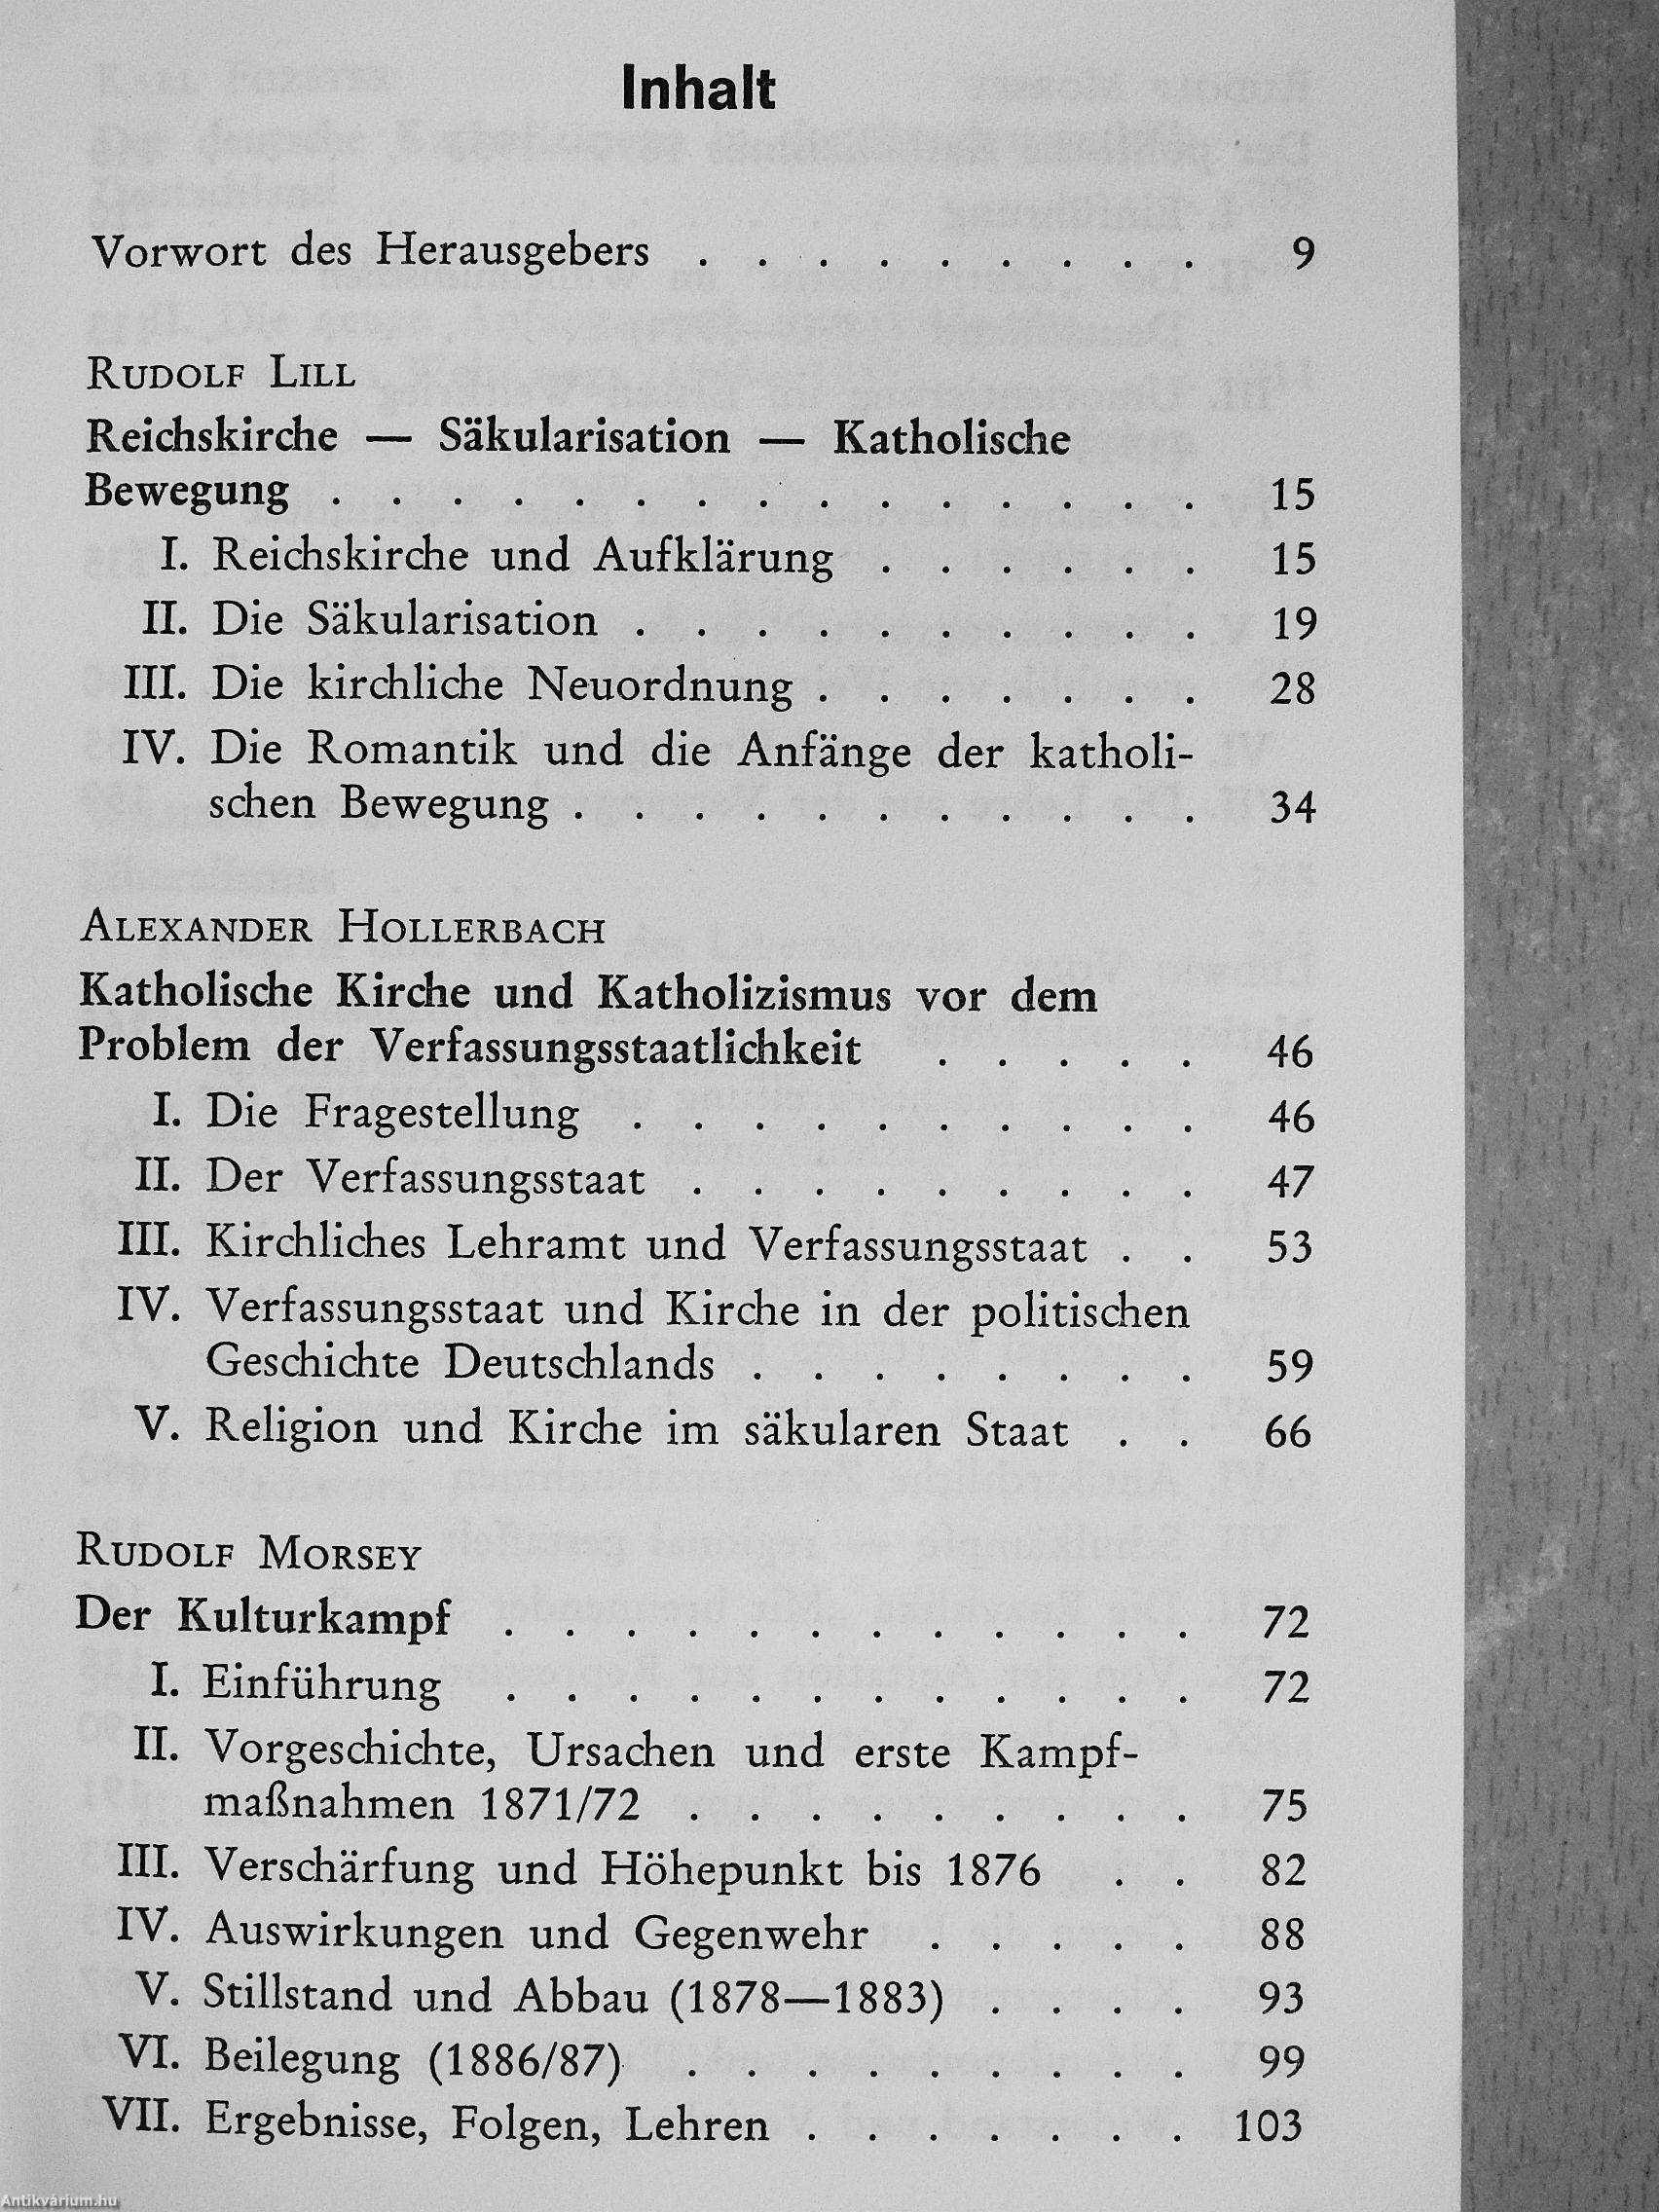 Inhalt
Vorwort des Herausgebers . . . . . . . . . 9
RUDOLF LILL
Reichskirche — Säkularisation — Katholische
Bewegung . . . . . . . . . . . . . . . 15
I. Reichskirche und Aufklärung . . . . . . 15
II. Die Säkularisation . . . . . . . . . . 19
III. Die kirchliche Neuordnung . . . . . . . 28
IV. Die Romantik und die Anfänge der katholi-
schen Bewegung . . . . . . . . . . . 34
ALEXANDER HOLLERBACH
Katholische Kirche und Katholizismus vor dem
Problem der Verfassungsstaatlichkeit . . . . . 46
I. Die Fragestellung . . . . . . . . . . 46
II. Der Verfassungsstaat . . . . . . . . . 47
III. Kirchliches Lehramt und Verfassungsstaat . . 53
IV. Verfassungsstaat und Kirche in der politischen
Geschichte Deutschlands . . . . . . . . 59
V. Religion und Kirche im säkularen Staat . . 66
RUDOLF MORSEY
Der Kulturkampf . . . . . . . . . . . . 72
I. Einführung . . . . . . . . . . . . 72
II. Vorgeschichte, Ursachen und erste Kampf-
maßnahmen 1871/72 . . . . . . . . . 75
III. Verschärfung und Höhepunkt bis 1876 . . 82
IV. Auswirkungen und Gegenwehr . . . . . 88
V. Stillstand und Abbau (1878—1883) . . . . 93
VI. Beilegung (1886/87) . . . . . . . . . 99
VII. Ergebnisse, Folgen, Lehren . . . . . . . 103
Antikvárium.hu